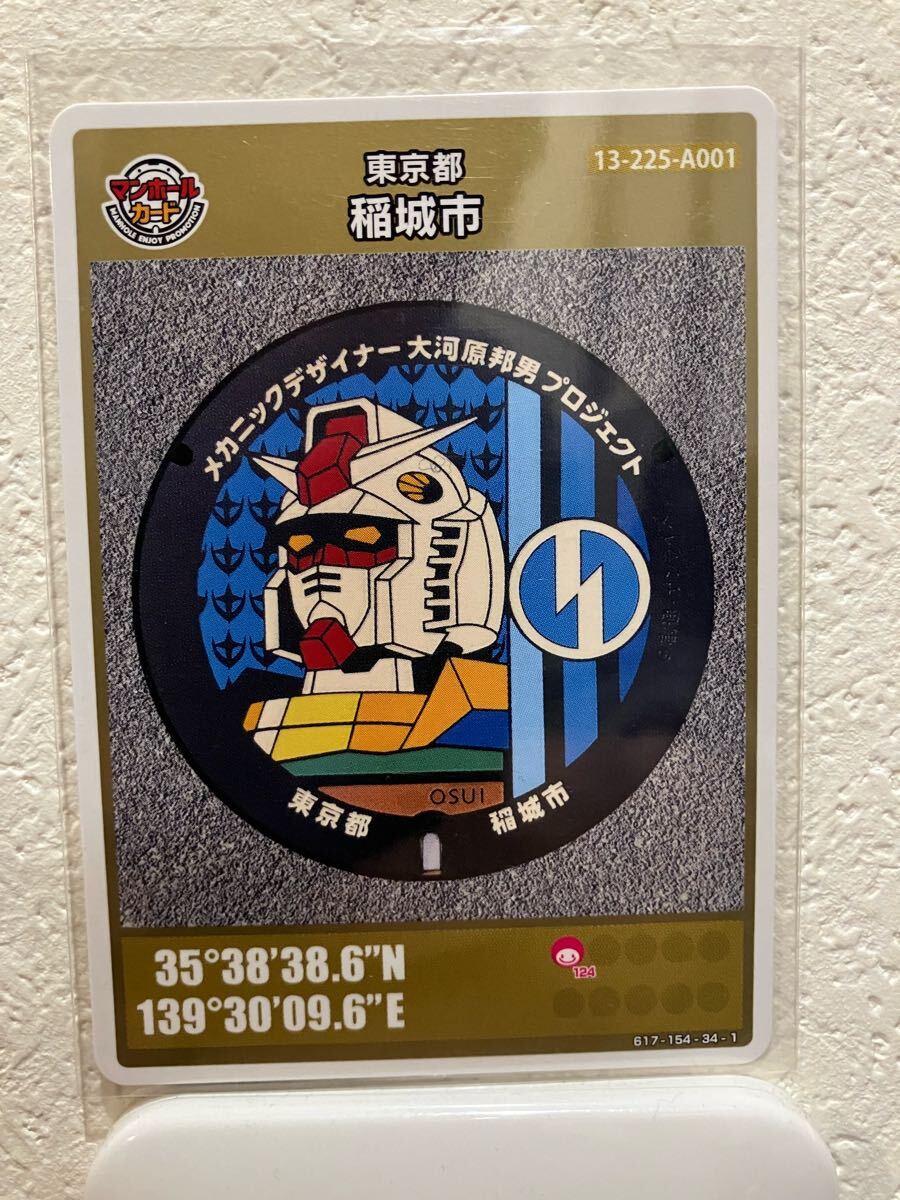 マンホール
カード
MANHOLE ENJOY PROMOTION
東京都
稲城市
13-225-A001
メカニックデザイナー 大河原邦男 プロジェクト
OSUI
東京都
稲城市
35°38'38.6"N
139°30'09.6"E
124
617-154-34-1